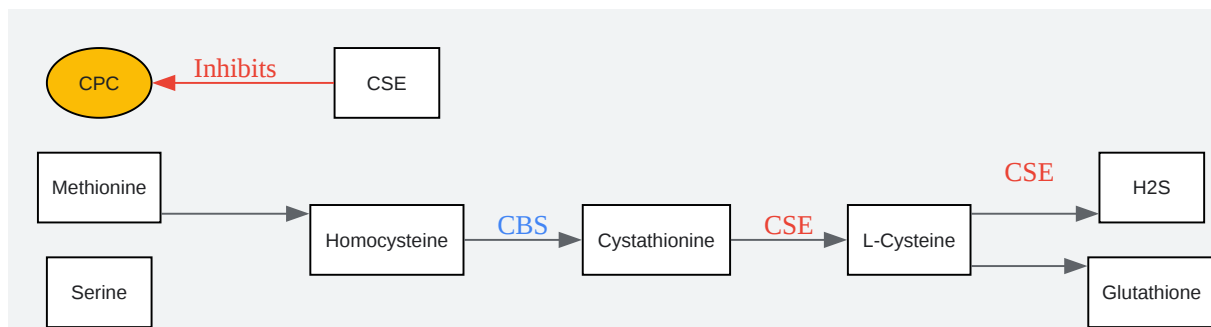 CPC
Inhibits
CSE
Methionine
CSE
H2S
Homocysteine
CBS
Cystathionine
CSE
L-Cysteine
Serine
Glutathione